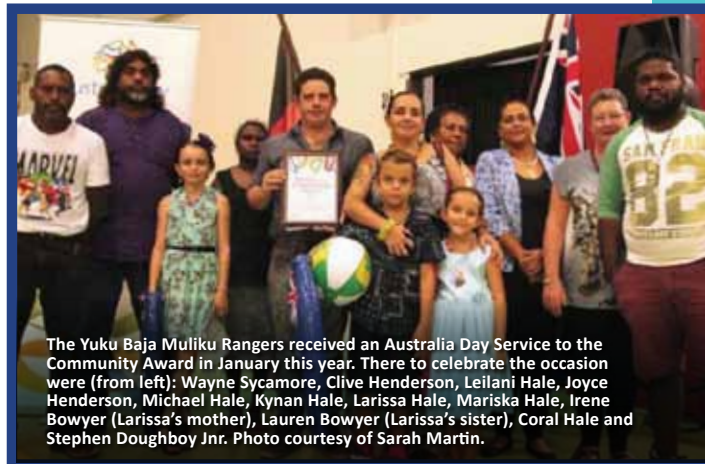 MARVEL
SAN FRAN
82
The Yuku Baja Muliku Rangers received an Australia Day Service to the
Community Award in January this year. There to celebrate the occasion
were (from left): Wayne Sycamore, Clive Henderson, Leilani Hale, Joyce
Henderson, Michael Hale, Kynan Hale, Larissa Hale, Mariska Hale, Irene
Bowyer (Larissa's mother), Lauren Bowyer (Larissa's sister), Coral Hale and
Stephen Doughboy Jnr. Photo courtesy of Sarah Martin.